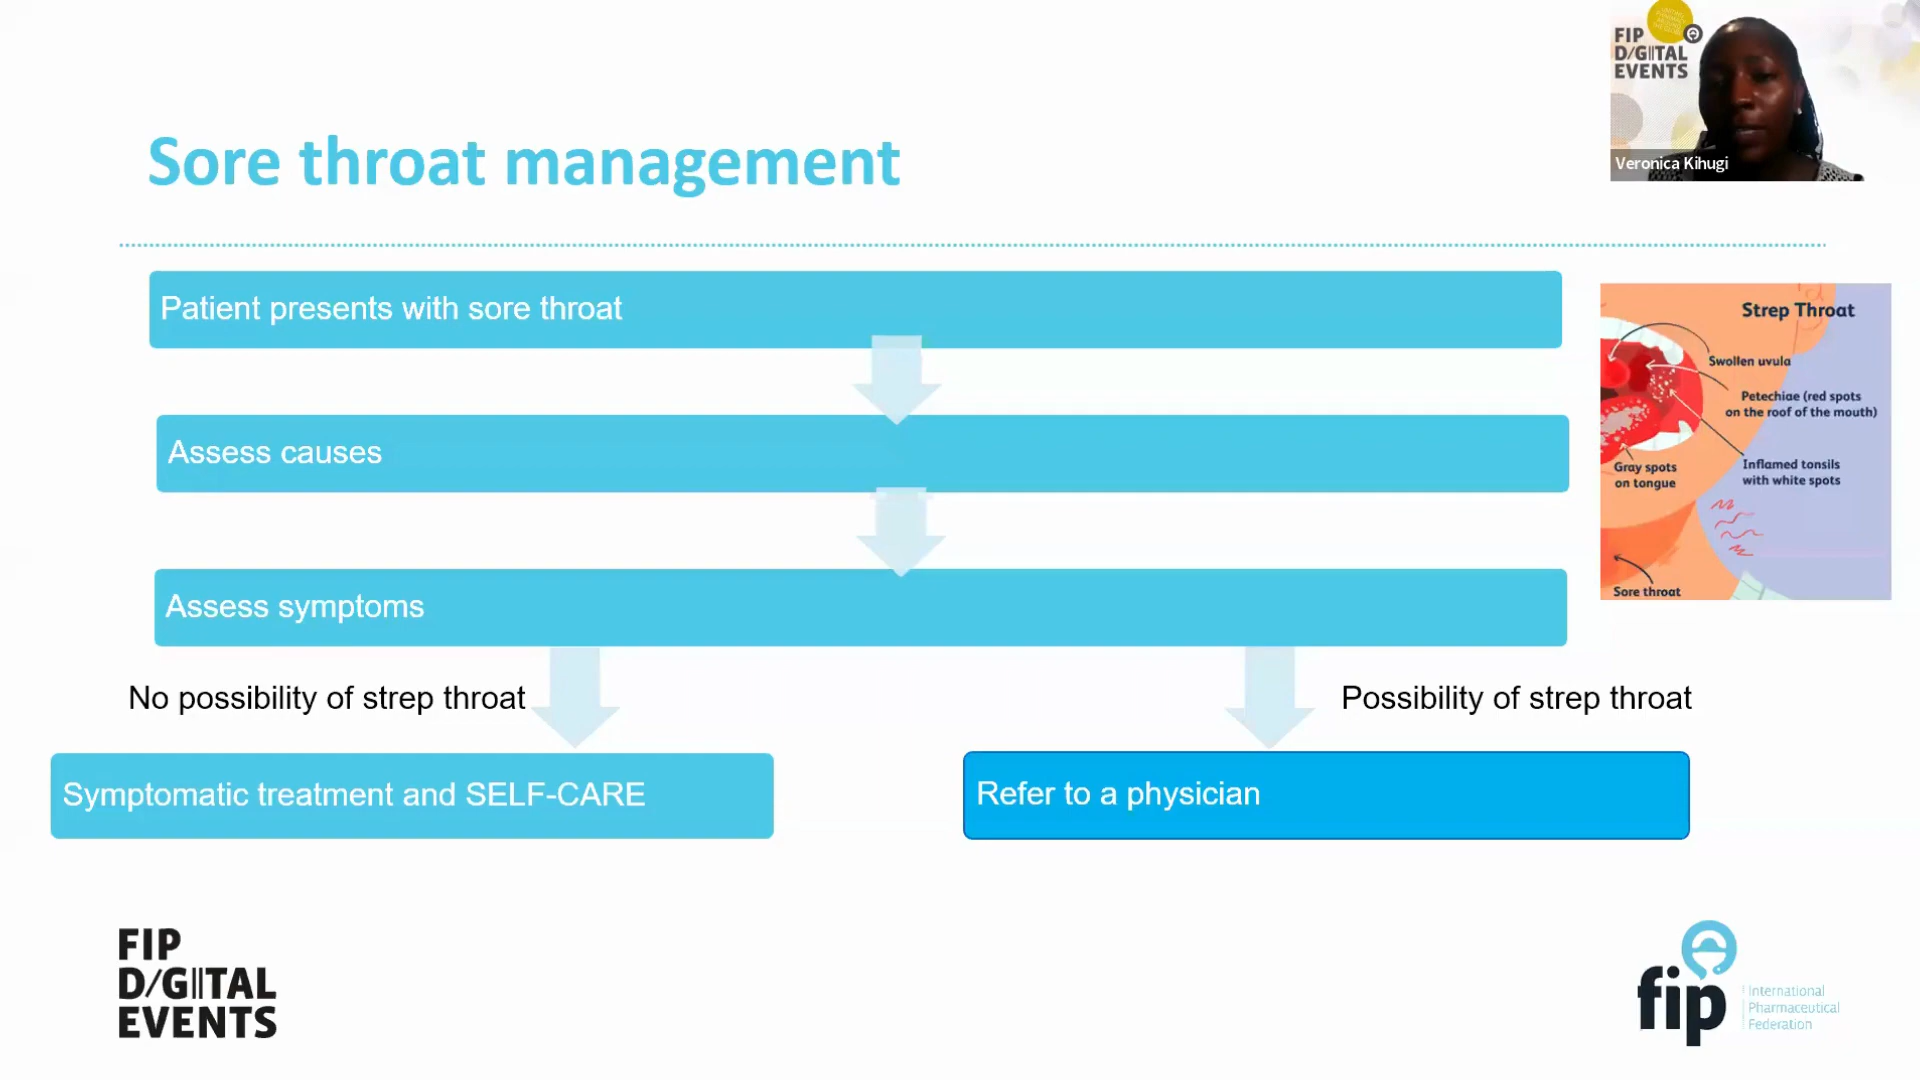 FIP
D/GITAL
EVENTS
Veronica Kihugi
Sore throat management
Patient presents with sore throat
Assess causes
Assess symptoms
No possibility of strep throat
Possibility of strep throat
Symptomatic treatment and SELF-CARE
Refer to a physician
Strep Throat
Swollen uvula
Petechiae (red spots
on the roof of the mouth)
Gray spots
on tongue
Inflamed tonsils
with white spots
Sore throat
FIP
D/GITAL
EVENTS
fip
International
Pharmaceutical
Federation